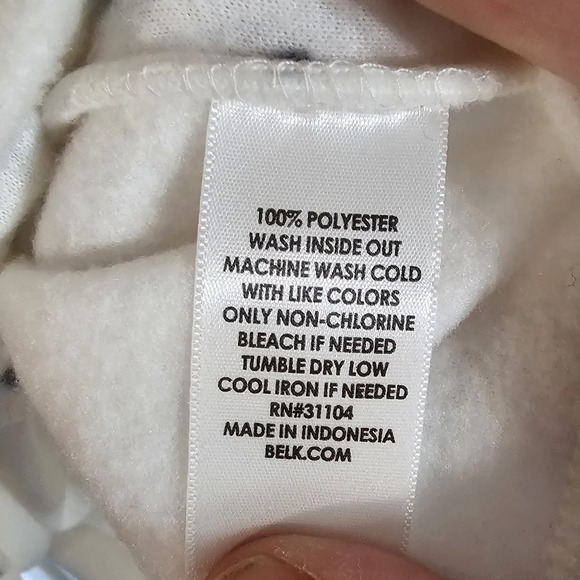 100% POLYESTER
WASH INSIDE OUT
MACHINE WASH COLD
WITH LIKE COLORS
ONLY NON-CHLORINE
BLEACH IF NEEDED
TUMBLE DRY LOW
COOL IRON IF NEEDED
RN#31104
MADE IN INDONESIA
BELK.COM